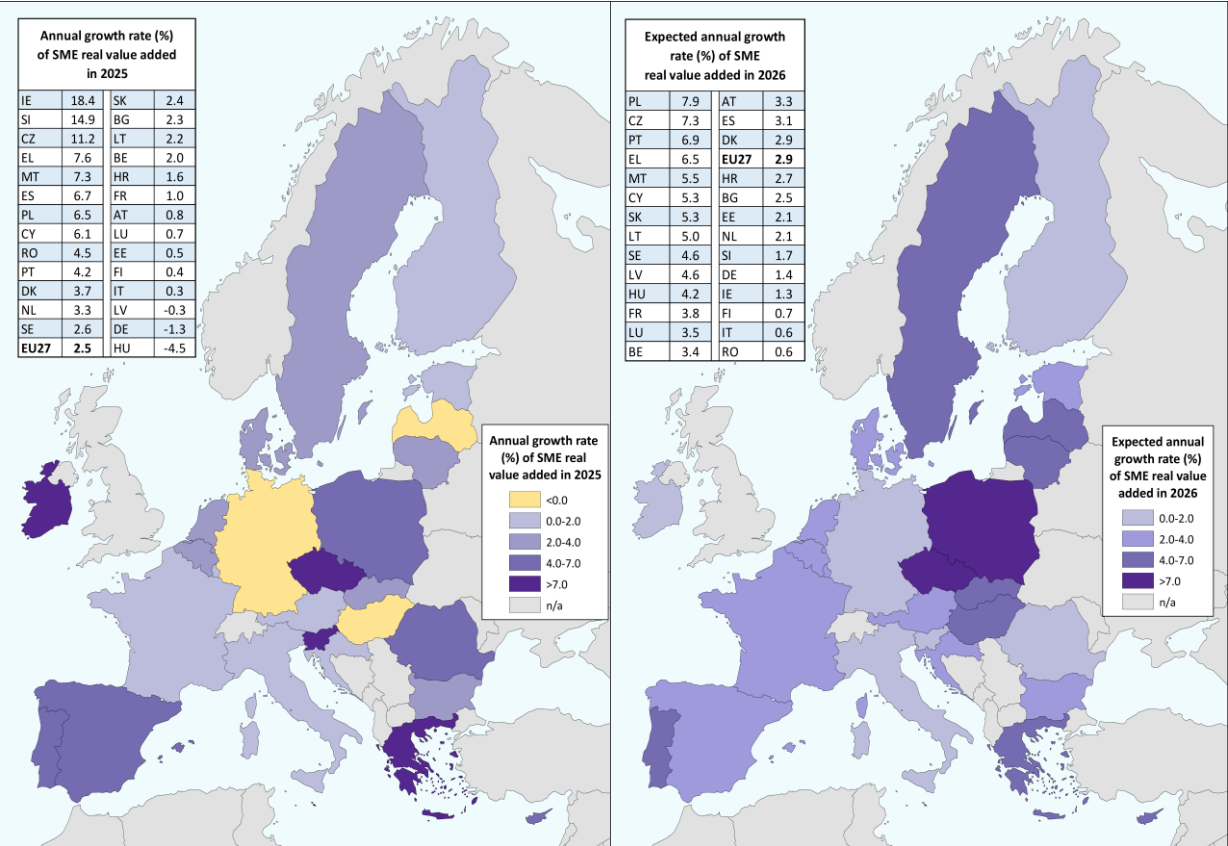 Annual growth rate (%)
of SME real value added
in 2025
IE 18.4 SK 2.4
SI 14.9 BG 2.3
CZ 11.2 LT 2.2
EL 7.6 BE 2.0
MT 7.3 HR 1.6
ES 6.7 FR 1.0
PL 6.5 AT 0.8
CY 6.1 LU 0.7
RO 4.5 EE 0.5
PT 4.2 FI 0.4
DK 3.7 IT 0.3
NL 3.3 LV -0.3
SE 2.6 DE -1.3
EU27 2.5 HU -4.5
Annual growth rate
(%) of SME real
value added in 2025
<0.0
0.0-2.0
2.0-4.0
4.0-7.0
>7.0
n/a
Expected annual growth
rate (%) of SME
real value added in 2026
PL 7.9 AT 3.3
CZ 7.3 ES 3.1
PT 6.9 DK 2.9
EL 6.5 EU27 2.9
MT 5.5 HR 2.7
CY 5.3 BG 2.5
SK 5.3 EE 2.1
LT 5.0 NL 2.1
SE 4.6 SI 1.7
LV 4.6 DE 1.4
HU 4.2 IE 1.3
FR 3.8 FI 0.7
LU 3.5 IT 0.6
BE 3.4 RO 0.6
Expected annual
growth rate (%)
of SME real value
added in 2026
0.0-2.0
2.0-4.0
4.0-7.0
>7.0
n/a